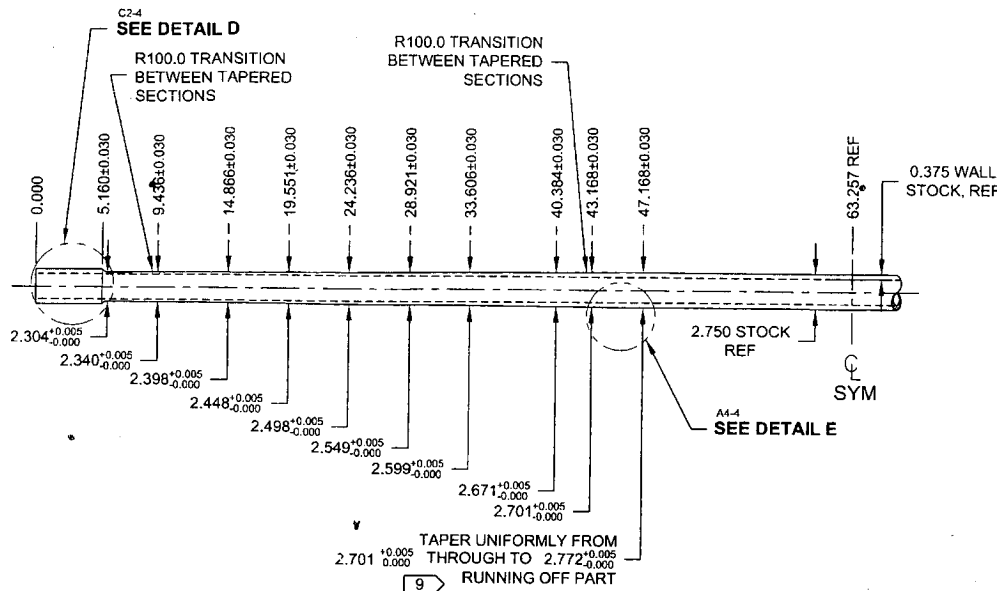 C2-4
SEE DETAIL D
R100.0 TRANSITION
BETWEEN TAPERED
SECTIONS
R100.0 TRANSITION
BETWEEN TAPERED
SECTIONS
0.000
5.160±0.030
9.436±0.030
14.866±0.030
19.551±0.030
24.236±0.030
28.921±0.030
33.606±0.030
40.384±0.030
43.168±0.030
47.168±0.030
63.257 REF
0.375 WALL
STOCK, REF
2.304 +0.005 -0.000
2.340 +0.005 -0.000
2.398 +0.005 -0.000
2.448 +0.005 -0.000
2.498 +0.005 -0.000
2.549 +0.005 -0.000
2.599 +0.005 -0.000
2.671 +0.005 -0.000
2.701 +0.005 -0.000
2.750 STOCK
REF
℄
SYM
A4-4
SEE DETAIL E
TAPER UNIFORMLY FROM
2.701 +0.005 0.000 THROUGH TO 2.772 +0.005 -0.000
RUNNING OFF PART
9